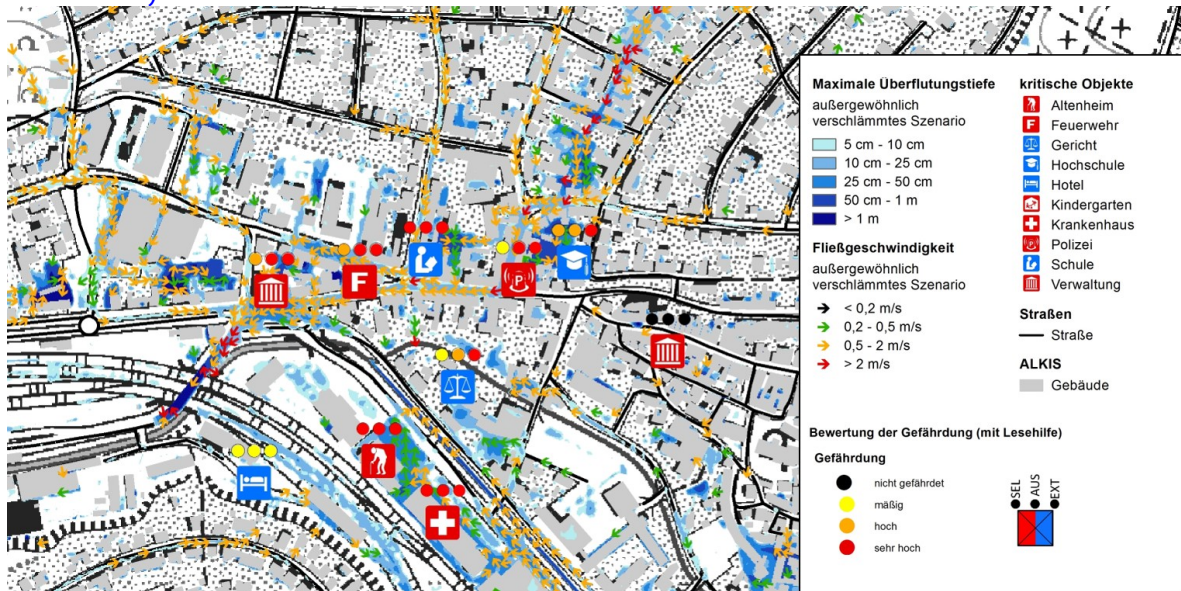 Maximale Überflutungstiefe
außergewöhnlich
verschlämmtes Szenario
5 cm - 10 cm
10 cm - 25 cm
25 cm - 50 cm
50 cm - 1 m
> 1 m
Fließgeschwindigkeit
außergewöhnlich
verschlämmtes Szenario
< 0,2 m/s
0,2 - 0,5 m/s
0,5 - 2 m/s
> 2 m/s
kritische Objekte
Altenheim
F Feuerwehr
Gericht
Hochschule
Hotel
Kindergarten
Krankenhaus
P Polizei
Schule
Verwaltung
Straßen
Straße
ALKIS
Gebäude
Bewertung der Gefährdung (mit Lesehilfe)
Gefährdung
nicht gefährdet
mäßig
hoch
sehr hoch
SEL
AUS
EXT
F
P